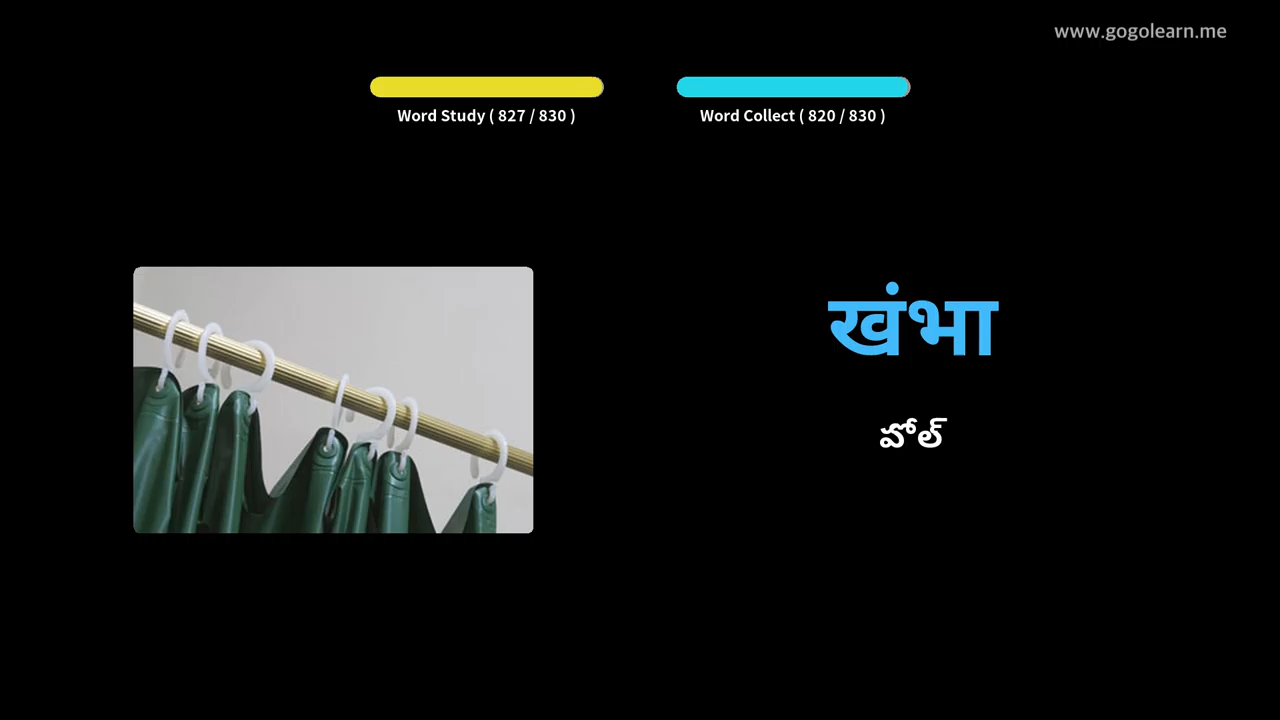 www.gogolearn.me
Word Study ( 827 / 830 )
Word Collect ( 820 / 830 )
खंभा
పోల్